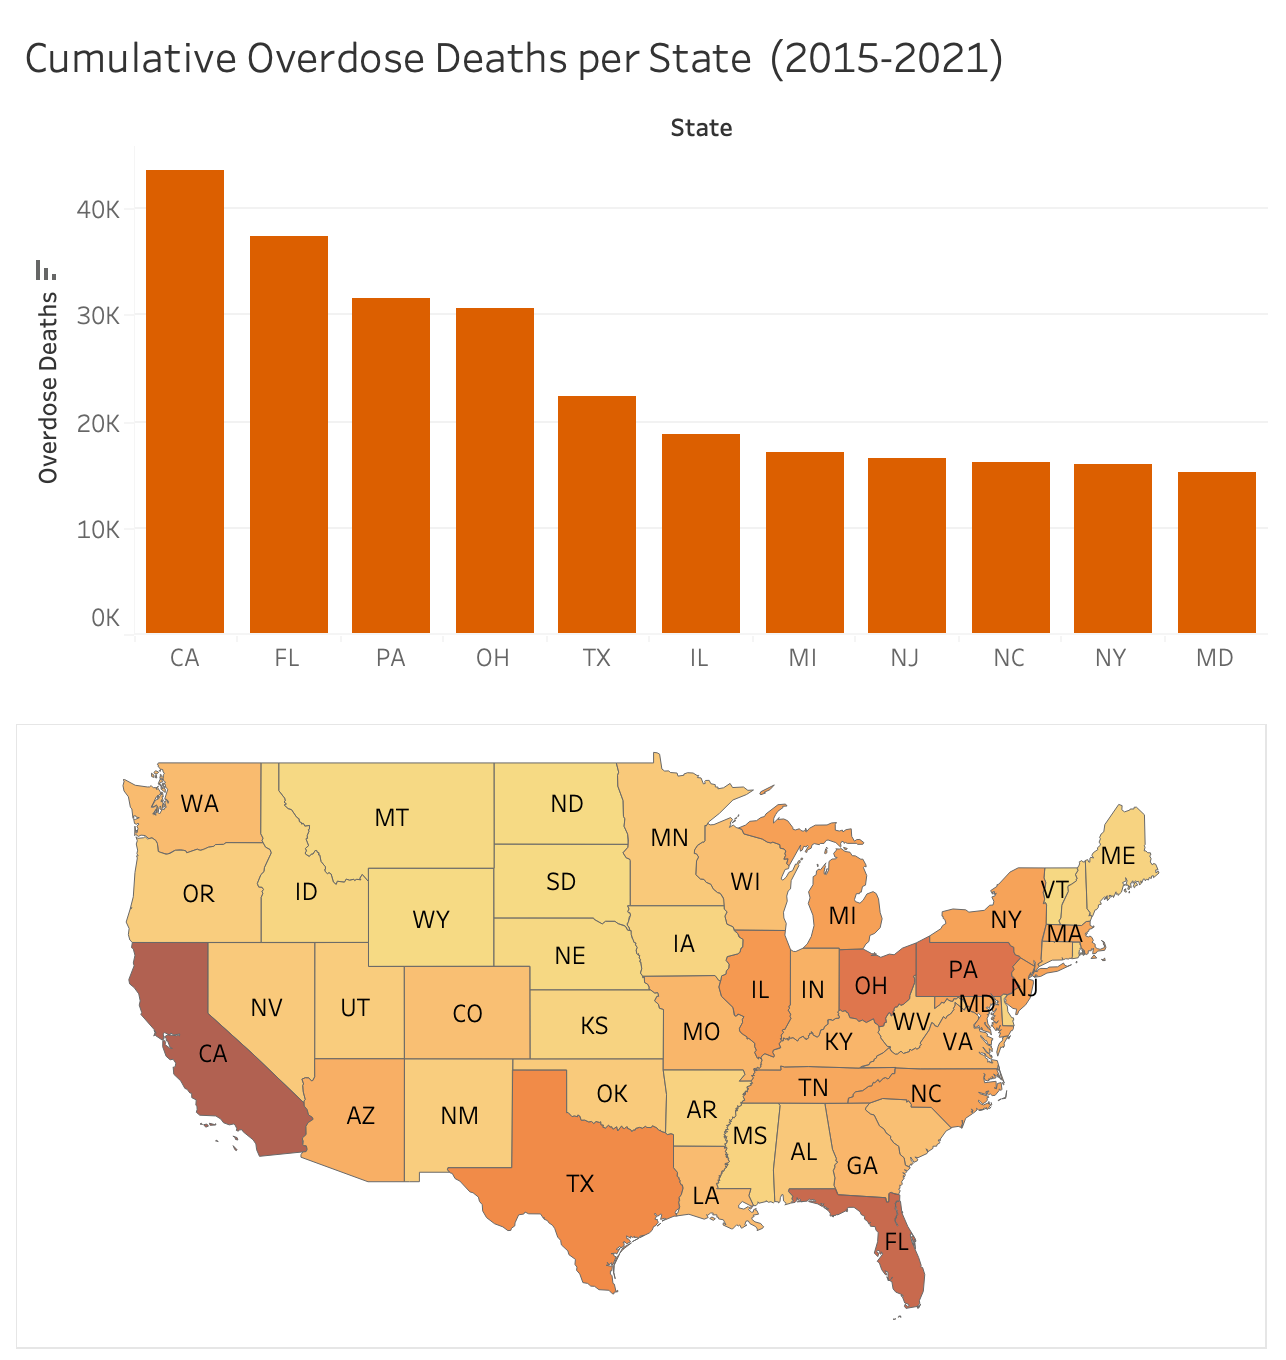 Cumulative Overdose Deaths per State (2015-2021)
State
Overdose Deaths
40K
30K
20K
10K
0K
CA FL PA OH TX IL MI NJ NC NY MD
WA
MT
ND
MN
ME
OR
ID
SD
WI
VT
WY
MI
NY
IA
MA
NE
PA
NV
UT
CO
IL
IN
OH
NJ
MD
KS
MO
WV
CA
KY
VA
AZ
NM
OK
AR
TN
NC
MS
AL
GA
TX
LA
FL